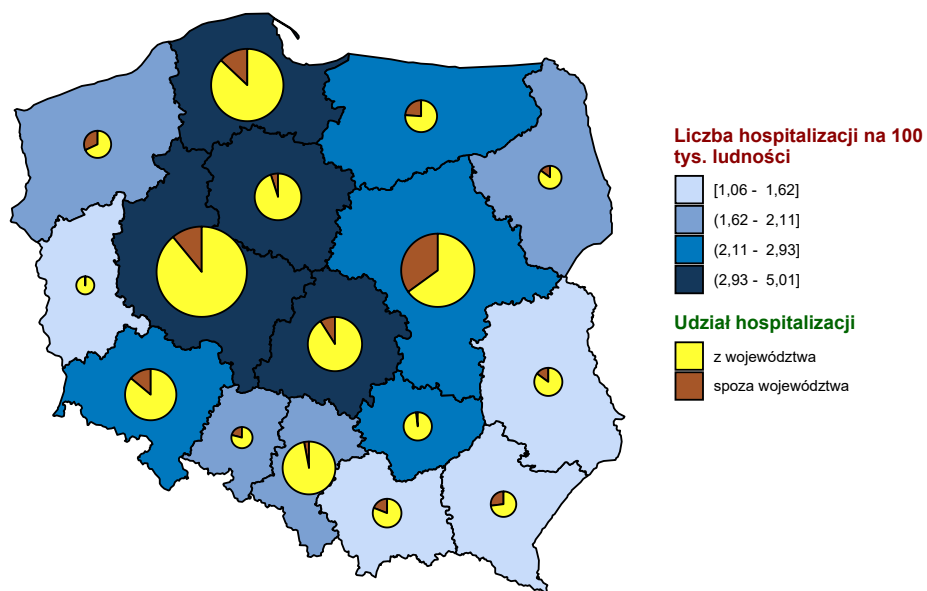 Liczba hospitalizacji na 100
tys. ludności
[1,06 - 1,62]
(1,62 - 2,11]
(2,11 - 2,93]
(2,93 - 5,01]
Udział hospitalizacji
z województwa
spoza województwa